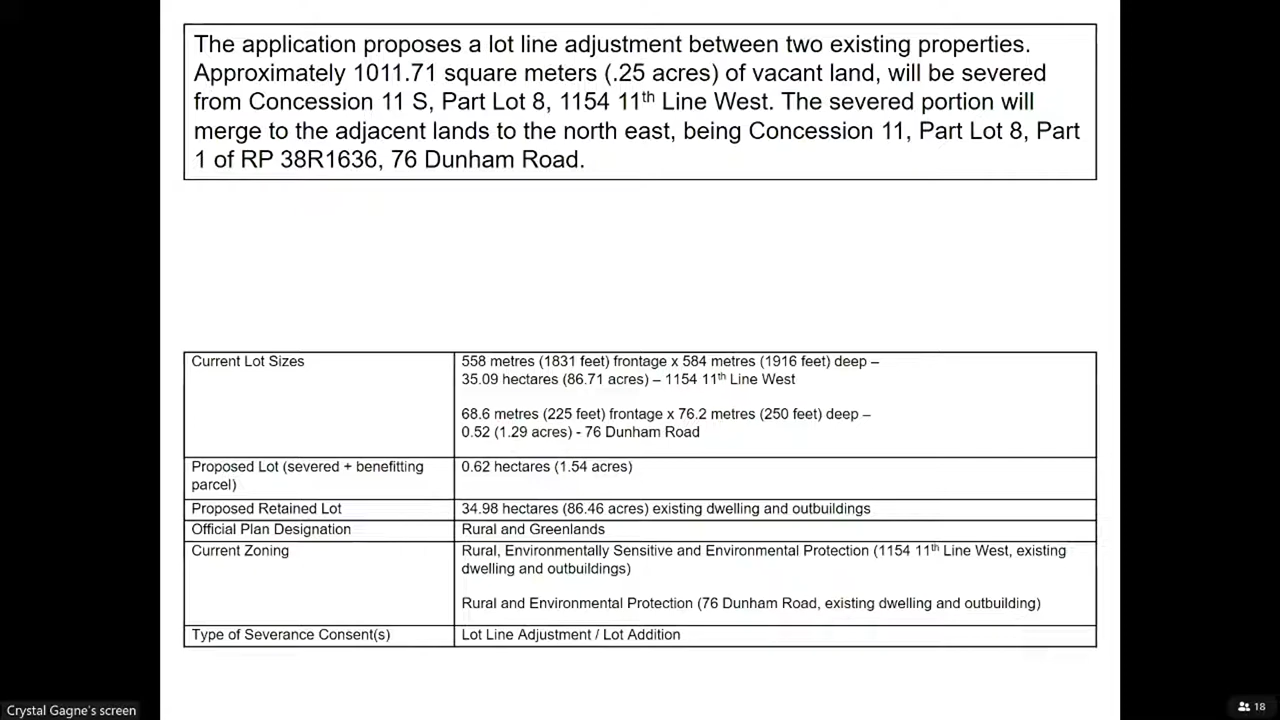 The application proposes a lot line adjustment between two existing properties.
Approximately 1011.71 square meters (.25 acres) of vacant land, will be severed
from Concession 11 S, Part Lot 8, 1154 11th Line West. The severed portion will
merge to the adjacent lands to the north east, being Concession 11, Part Lot 8, Part
1 of RP 38R1636, 76 Dunham Road.
Current Lot Sizes
558 metres (1831 feet) frontage x 584 metres (1916 feet) deep –
35.09 hectares (86.71 acres) – 1154 11th Line West
68.6 metres (225 feet) frontage x 76.2 metres (250 feet) deep –
0.52 (1.29 acres) - 76 Dunham Road
Proposed Lot (severed + benefitting
parcel)
0.62 hectares (1.54 acres)
Proposed Retained Lot
34.98 hectares (86.46 acres) existing dwelling and outbuildings
Official Plan Designation
Rural and Greenlands
Current Zoning
Rural, Environmentally Sensitive and Environmental Protection (1154 11th Line West, existing
dwelling and outbuildings)
Rural and Environmental Protection (76 Dunham Road, existing dwelling and outbuilding)
Type of Severance Consent(s)
Lot Line Adjustment / Lot Addition
Crystal Gagne's screen
18